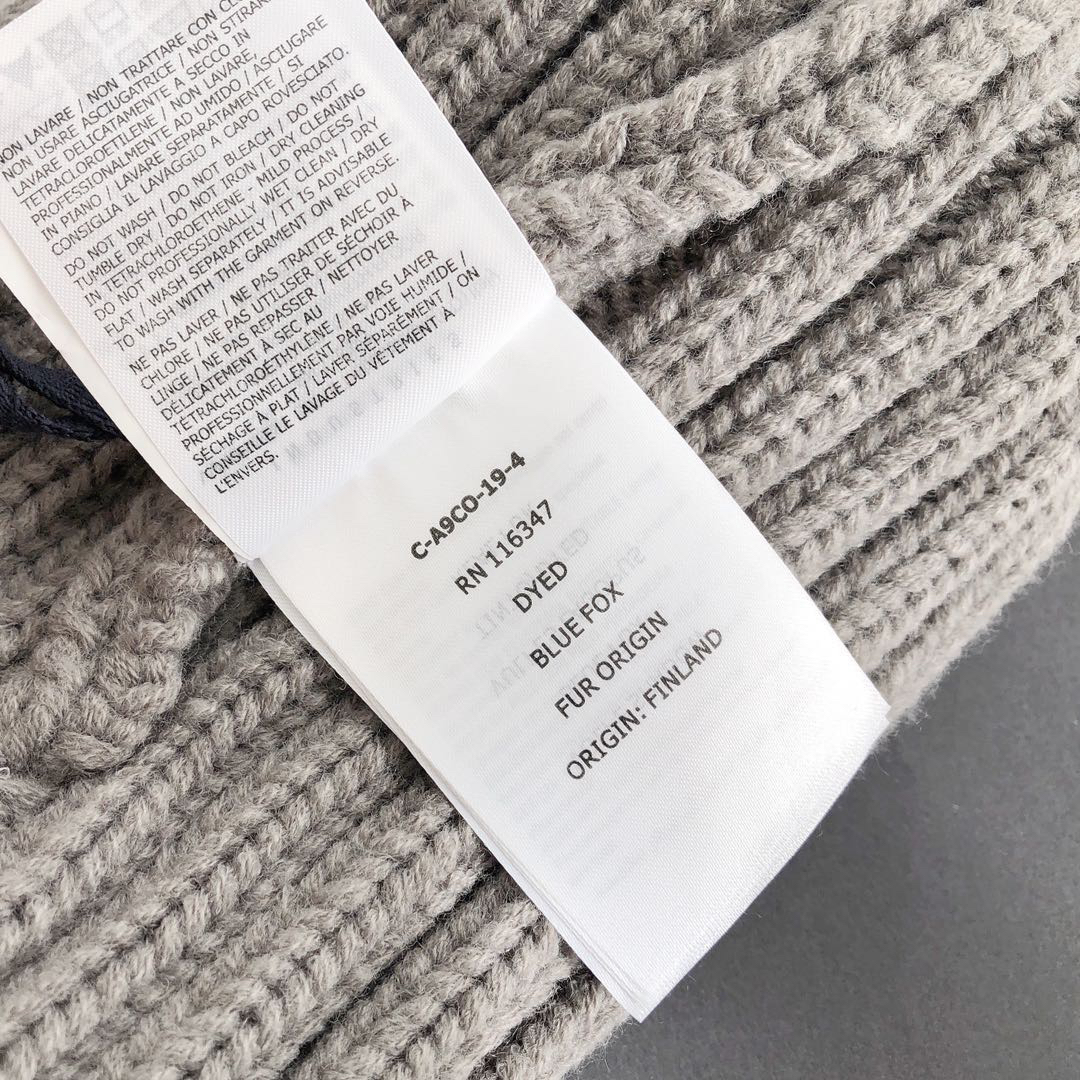 NON LAVARE / NON TRATTARE CON
NON USARE ASCIUGATRICE / NON STIRARE
LAVARE DELICATAMENTE A SECCO IN
TETRACLOROETILENE / NON LAVARE,
PROFESSIONALMENTE AD UMIDO / ASCIUGARE
IN PIANO / LAVARE SEPARATAMENTE / SI
CONSIGLIA IL LAVAGGIO A CAPO ROVESCIATO.
DO NOT WASH / DO NOT BLEACH / DO NOT
TUMBLE DRY / DO NOT IRON / DRY CLEANING
IN TETRACHLOROETHENE - MILD PROCESS /
DO NOT PROFESSIONALLY WET CLEAN / DRY
FLAT / WASH SEPARATELY / IT IS ADVISABLE
TO WASH WITH THE GARMENT ON REVERSE.
NE PAS LAVER / NE PAS TRAITER AVEC DU
CHLORE / NE PAS UTILISER DE SÉCHOIR À
LINGE / NE PAS REPASSER / NETTOYER
DÉLICATEMENT À SEC AU
TÉTRACHLOROÉTHYLÈNE / NE PAS LAVER
PROFESSIONNELLEMENT PAR VOIE HUMIDE /
SÉCHAGE À PLAT / LAVER SÉPARÉMENT / ON
CONSEILLE LE LAVAGE DU VÊTEMENT À
L'ENVERS.
C-A9CO-19-4
RN 116347
DYED
BLUE FOX
FUR ORIGIN
ORIGIN: FINLAND